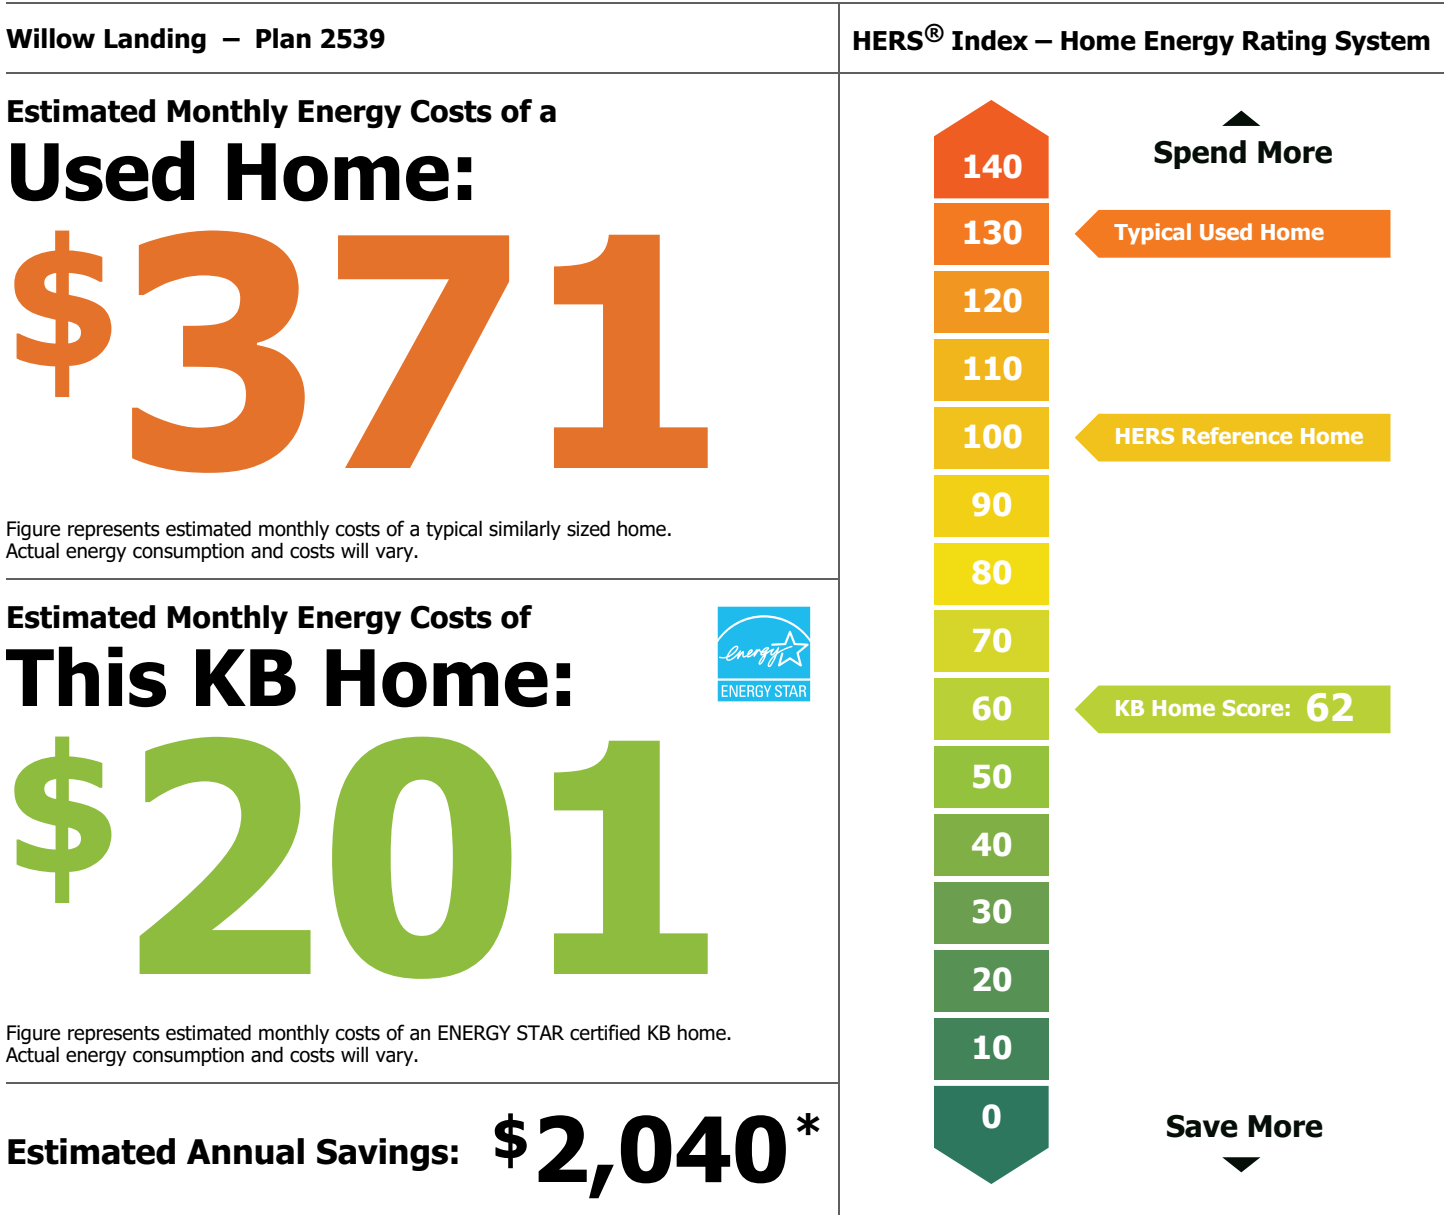 Willow Landing – Plan 2539
Estimated Monthly Energy Costs of a
Used Home:
$371
Figure represents estimated monthly costs of a typical similarly sized home.
Actual energy consumption and costs will vary.
Estimated Monthly Energy Costs of
This KB Home:
energy
ENERGY STAR
$201
Figure represents estimated monthly costs of an ENERGY STAR certified KB home.
Actual energy consumption and costs will vary.
Estimated Annual Savings: $2,040*
HERS® Index – Home Energy Rating System
Spend More
140
130
Typical Used Home
120
110
100
HERS Reference Home
90
80
70
60
KB Home Score: 62
50
40
30
20
10
0
Save More